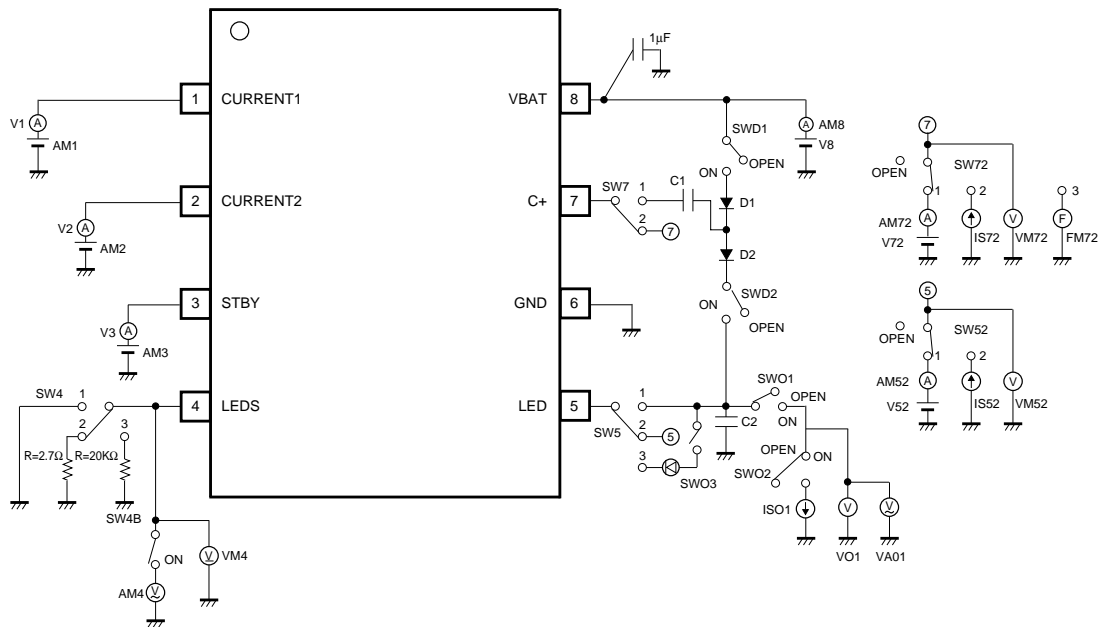 1µF
1 CURRENT1 VBAT 8
V1 A AM1
SWD1
OPEN
ON
A AM8
V8
7
OPEN
SW72
1 2 3
AM72 A V F
V72 IS72 VM72 FM72
2 CURRENT2 C+ 7
V2 A AM2
SW7 1 C1
2 7
D1
D2
3 STBY GND 6
V3 A AM3
ON SWD2
OPEN
5
OPEN
SW52
1 2
AM52 A V
V52 IS52 VM52
SW4 1
2 3
4 LEDS LED 5
R=2.7Ω R=20KΩ
SW4B
SW5 1
2 5
3
SWO3
C2
SWO1 OPEN
ON
OPEN ON
SWO2
ISO1 V V
VO1 VA01
ON
V VM4
AM4 V